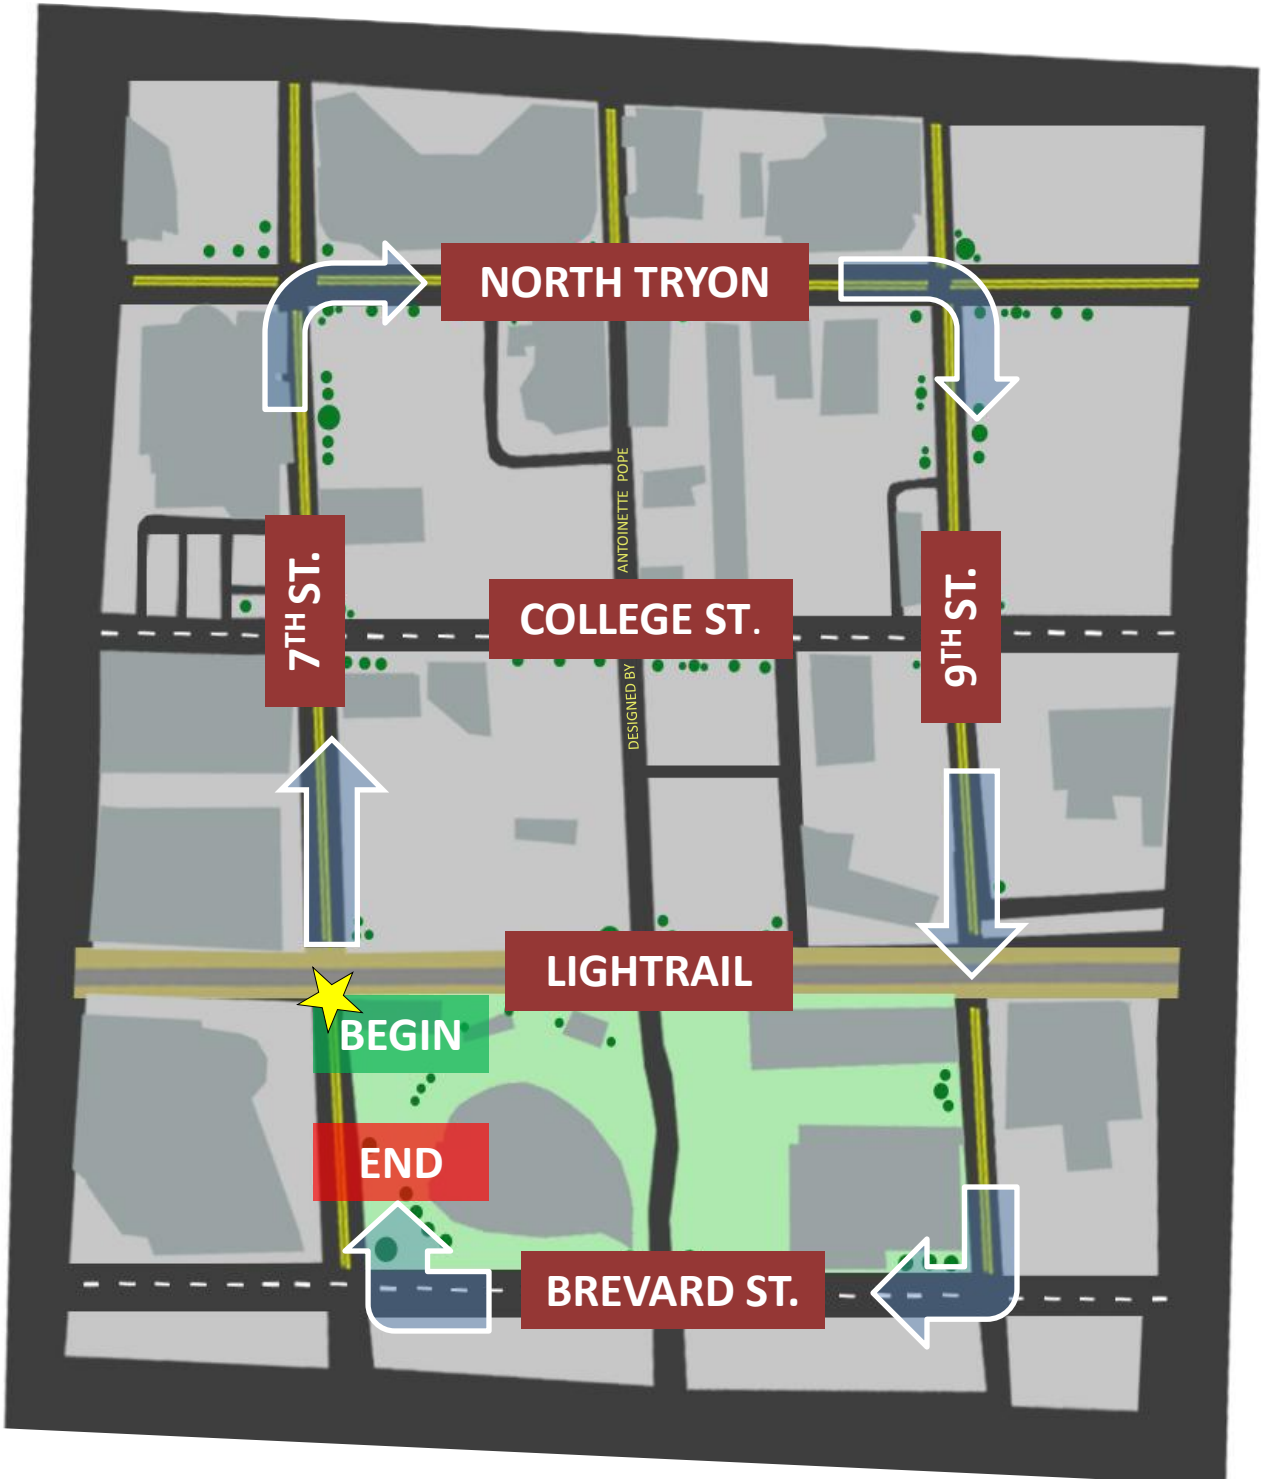 NORTH TRYON
ANTOINETTE POPE
7TH ST.
9TH ST.
COLLEGE ST.
DESIGNED BY
LIGHTRAIL
BEGIN
END
BREVARD ST.